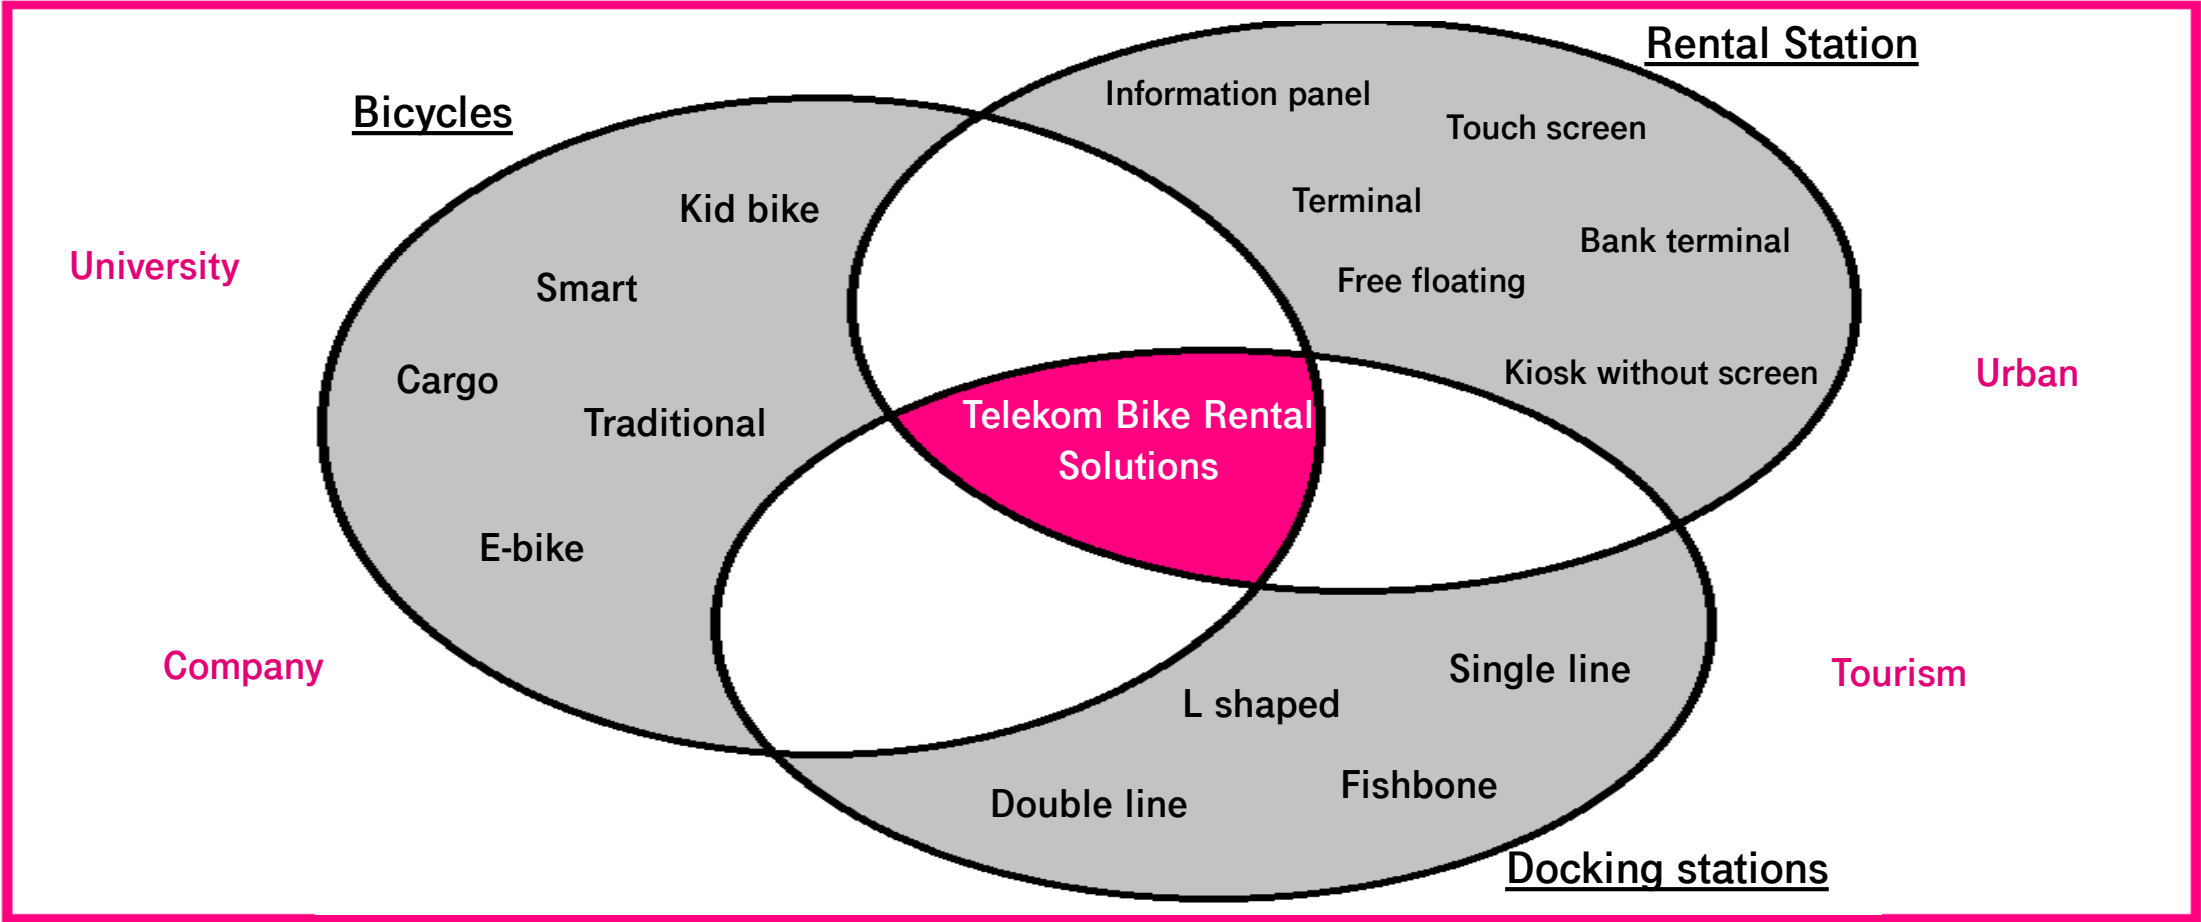 Rental Station
Information panel
Bicycles
Touch screen
Kid bike
Terminal
Bank terminal
University
Smart
Free floating
Cargo
Kiosk without screen
Urban
Traditional
Telekom Bike Rental
Solutions
E-bike
Company
Single line
Tourism
L shaped
Fishbone
Double line
Docking stations